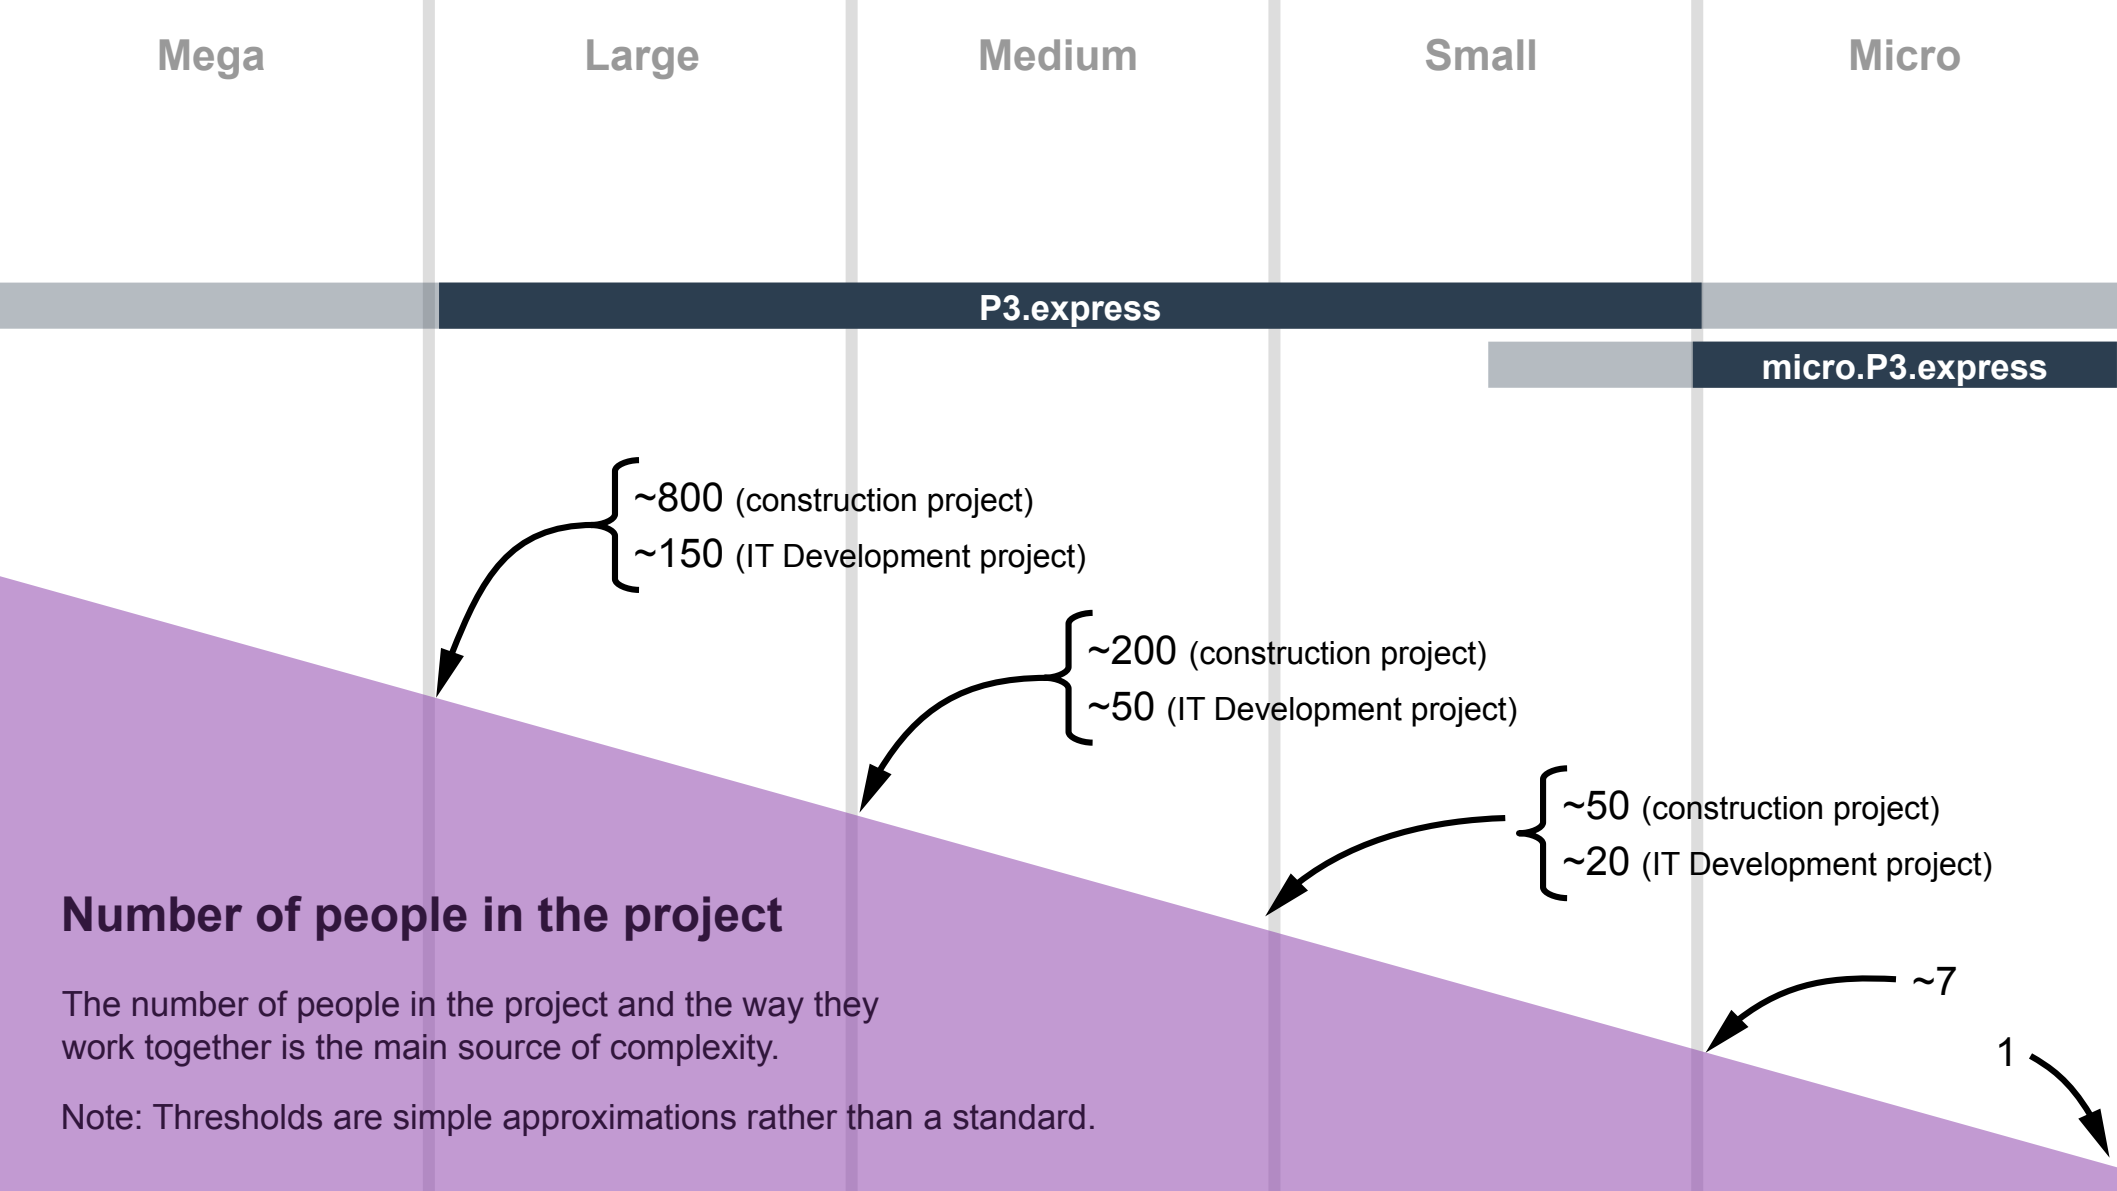 Mega
Large
Medium
Small
Micro
P3.express
micro.P3.express
~800 (construction project)
~150 (IT Development project)
~200 (construction project)
~50 (IT Development project)
~50 (construction project)
~20 (IT Development project)
~7
1
Number of people in the project
The number of people in the project and the way they
work together is the main source of complexity.
Note: Thresholds are simple approximations rather than a standard.